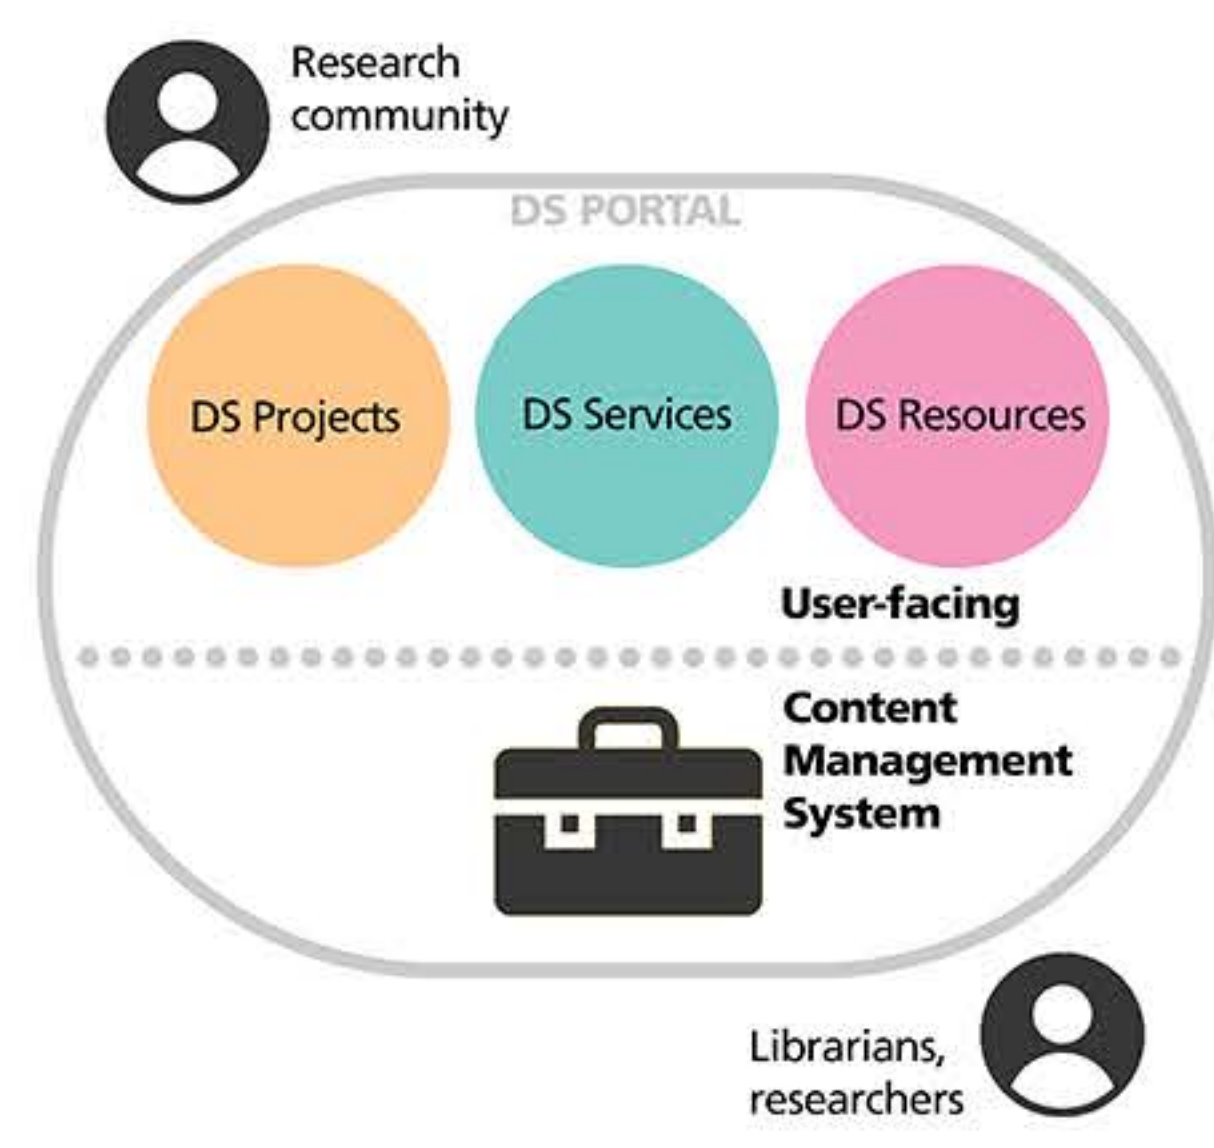 Research
community
DS PORTAL
DS Projects
DS Services
DS Resources
User-facing
Content
Management
System
Librarians,
researchers